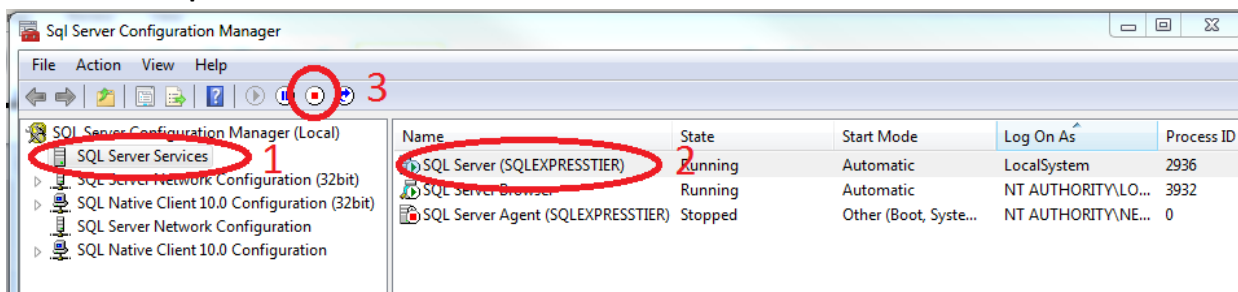 Sql Server Configuration Manager
File Action View Help
3
SQL Server Configuration Manager (Local)
SQL Server Services
1
SQL Server Network Configuration (32bit)
SQL Native Client 10.0 Configuration (32bit)
SQL Server Network Configuration
SQL Native Client 10.0 Configuration
Name State Start Mode Log On As Process ID
SQL Server (SQLEXPRESSTIER) 2 Running Automatic LocalSystem 2936
SQL Server Browser Running Automatic NT AUTHORITY\LO... 3932
SQL Server Agent (SQLEXPRESSTIER) Stopped Other (Boot, Syste... NT AUTHORITY\NE... 0